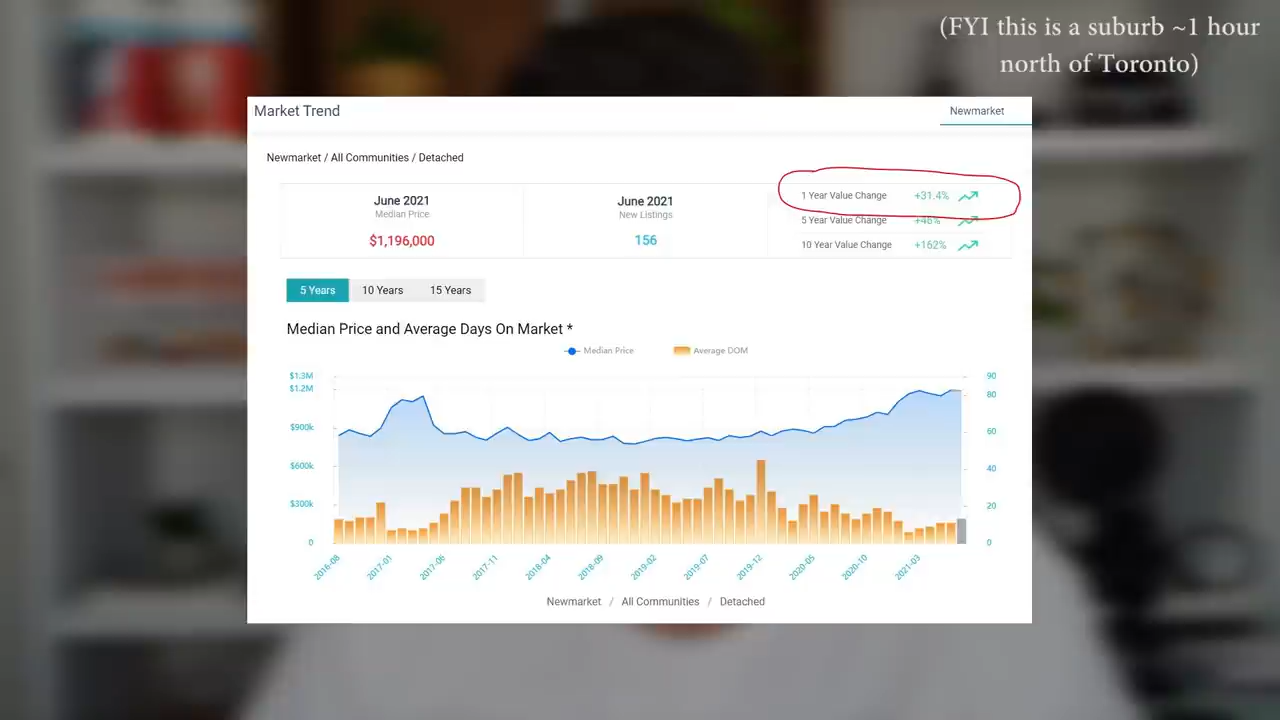 (FYI this is a suburb ~1 hour
north of Toronto)
Market Trend
Newmarket
Newmarket / All Communities / Detached
June 2021
Median Price
$1,196,000
June 2021
New Listings
156
1 Year Value Change +31.4%
5 Year Value Change +48%
10 Year Value Change +162%
5 Years 10 Years 15 Years
Median Price and Average Days On Market *
Median Price Average DOM
$1.3M 90
$1.2M 80
$900k 60
$600k 40
$300k 20
0 0
2016-08 2017-01 2017-06 2017-11 2018-04 2018-09 2019-02 2019-07 2019-12 2020-05 2020-10 2021-03
Newmarket / All Communities / Detached